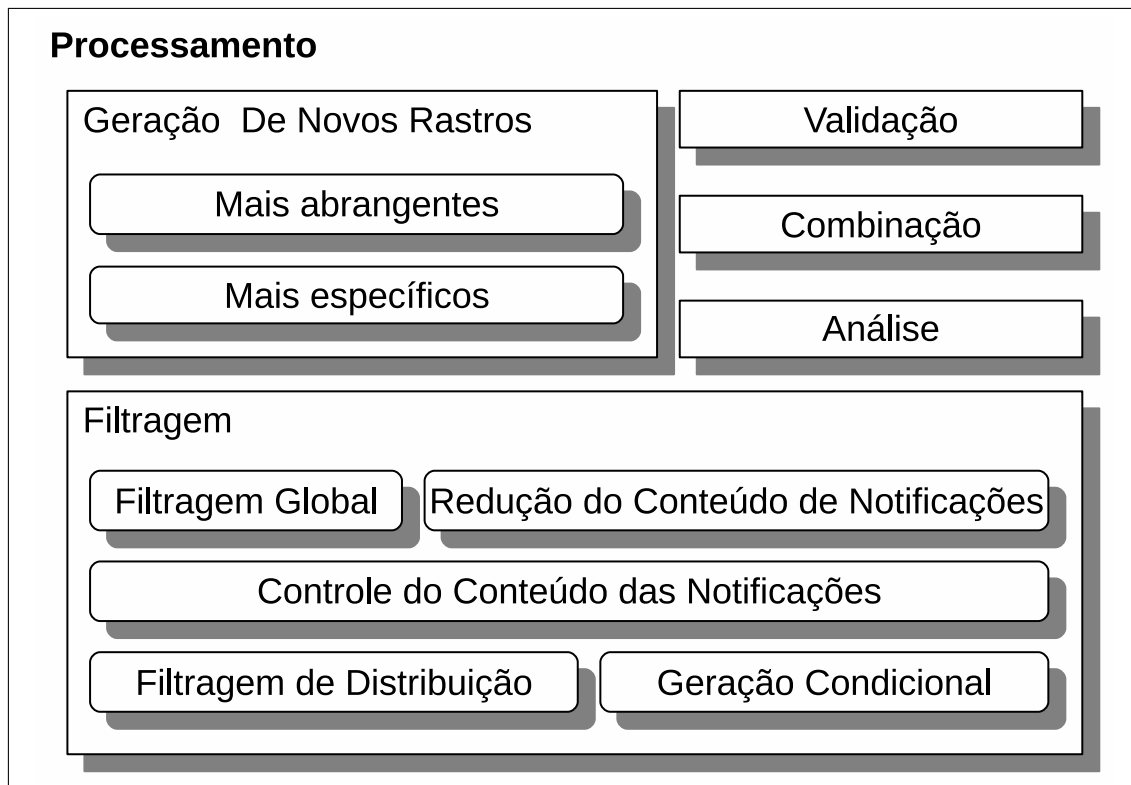 Processamento
Geração De Novos Rastros
Mais abrangentes
Mais específicos
Validação
Combinação
Análise
Filtragem
Filtragem Global
Redução do Conteúdo de Notificações
Controle do Conteúdo das Notificações
Filtragem de Distribuição
Geração Condicional